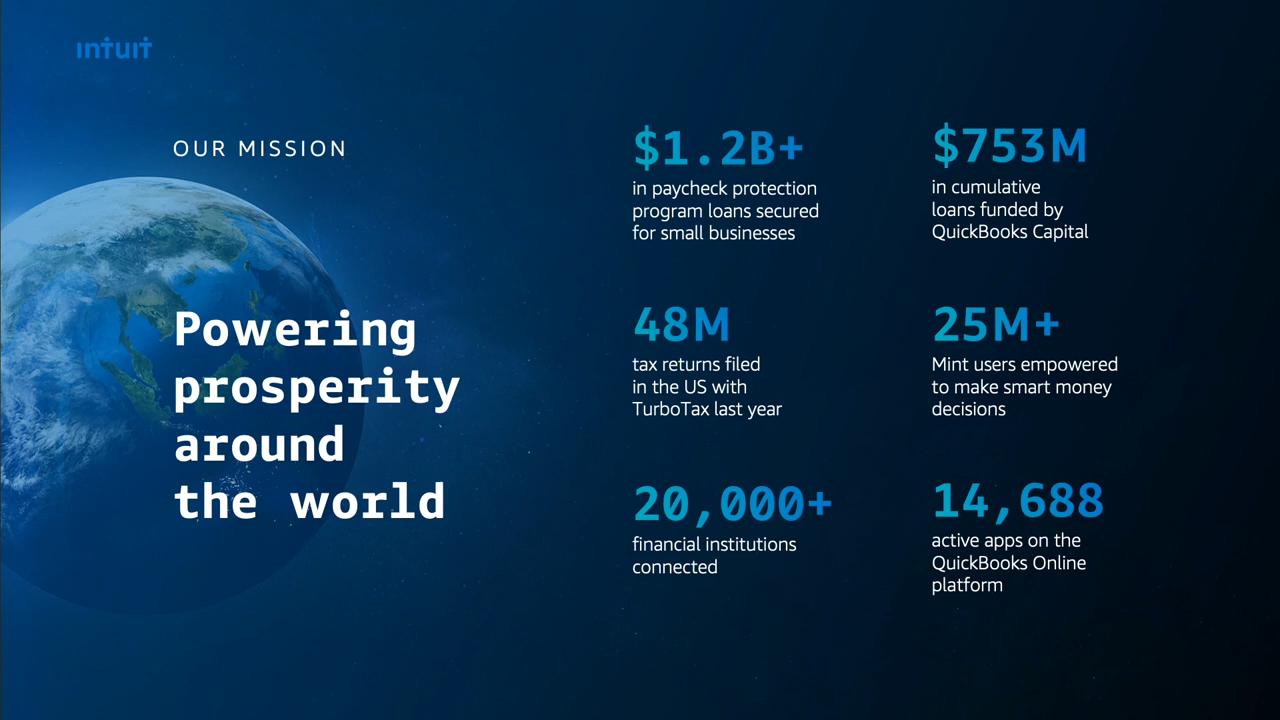 intuit
OUR MISSION
Powering
prosperity
around
the world
$1.2B+
in paycheck protection
program loans secured
for small businesses
$753M
in cumulative
loans funded by
QuickBooks Capital
48M
tax returns filed
in the US with
TurboTax last year
25M+
Mint users empowered
to make smart money
decisions
20,000+
financial institutions
connected
14,688
active apps on the
QuickBooks Online
platform